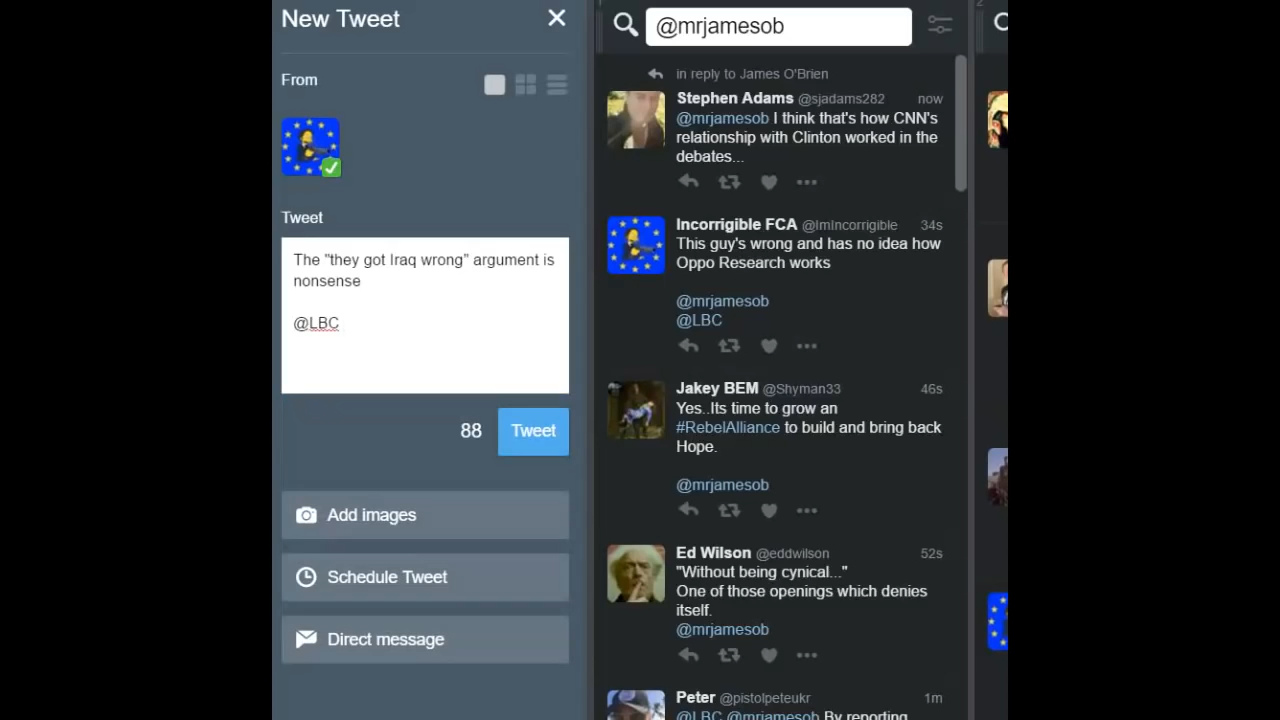 New Tweet
From
Tweet
The "they got Iraq wrong" argument is
nonsense
@LBC
88
Tweet
Add images
Schedule Tweet
Direct message
@mrjamesob
in reply to James O'Brien
Stephen Adams @sjadams282 now
@mrjamesob I think that's how CNN's
relationship with Clinton worked in the
debates...
Incorrigible FCA @ImIncorrigible 34s
This guy's wrong and has no idea how
Oppo Research works
@mrjamesob
@LBC
Jakey BEM @Shyman33 46s
Yes..Its time to grow an
#RebelAlliance to build and bring back
Hope.
@mrjamesob
Ed Wilson @eddwilson 52s
"Without being cynical..."
One of those openings which denies
itself.
@mrjamesob
Peter @pistolpeteukr 1m
@LBC @mrjamesob By reporting